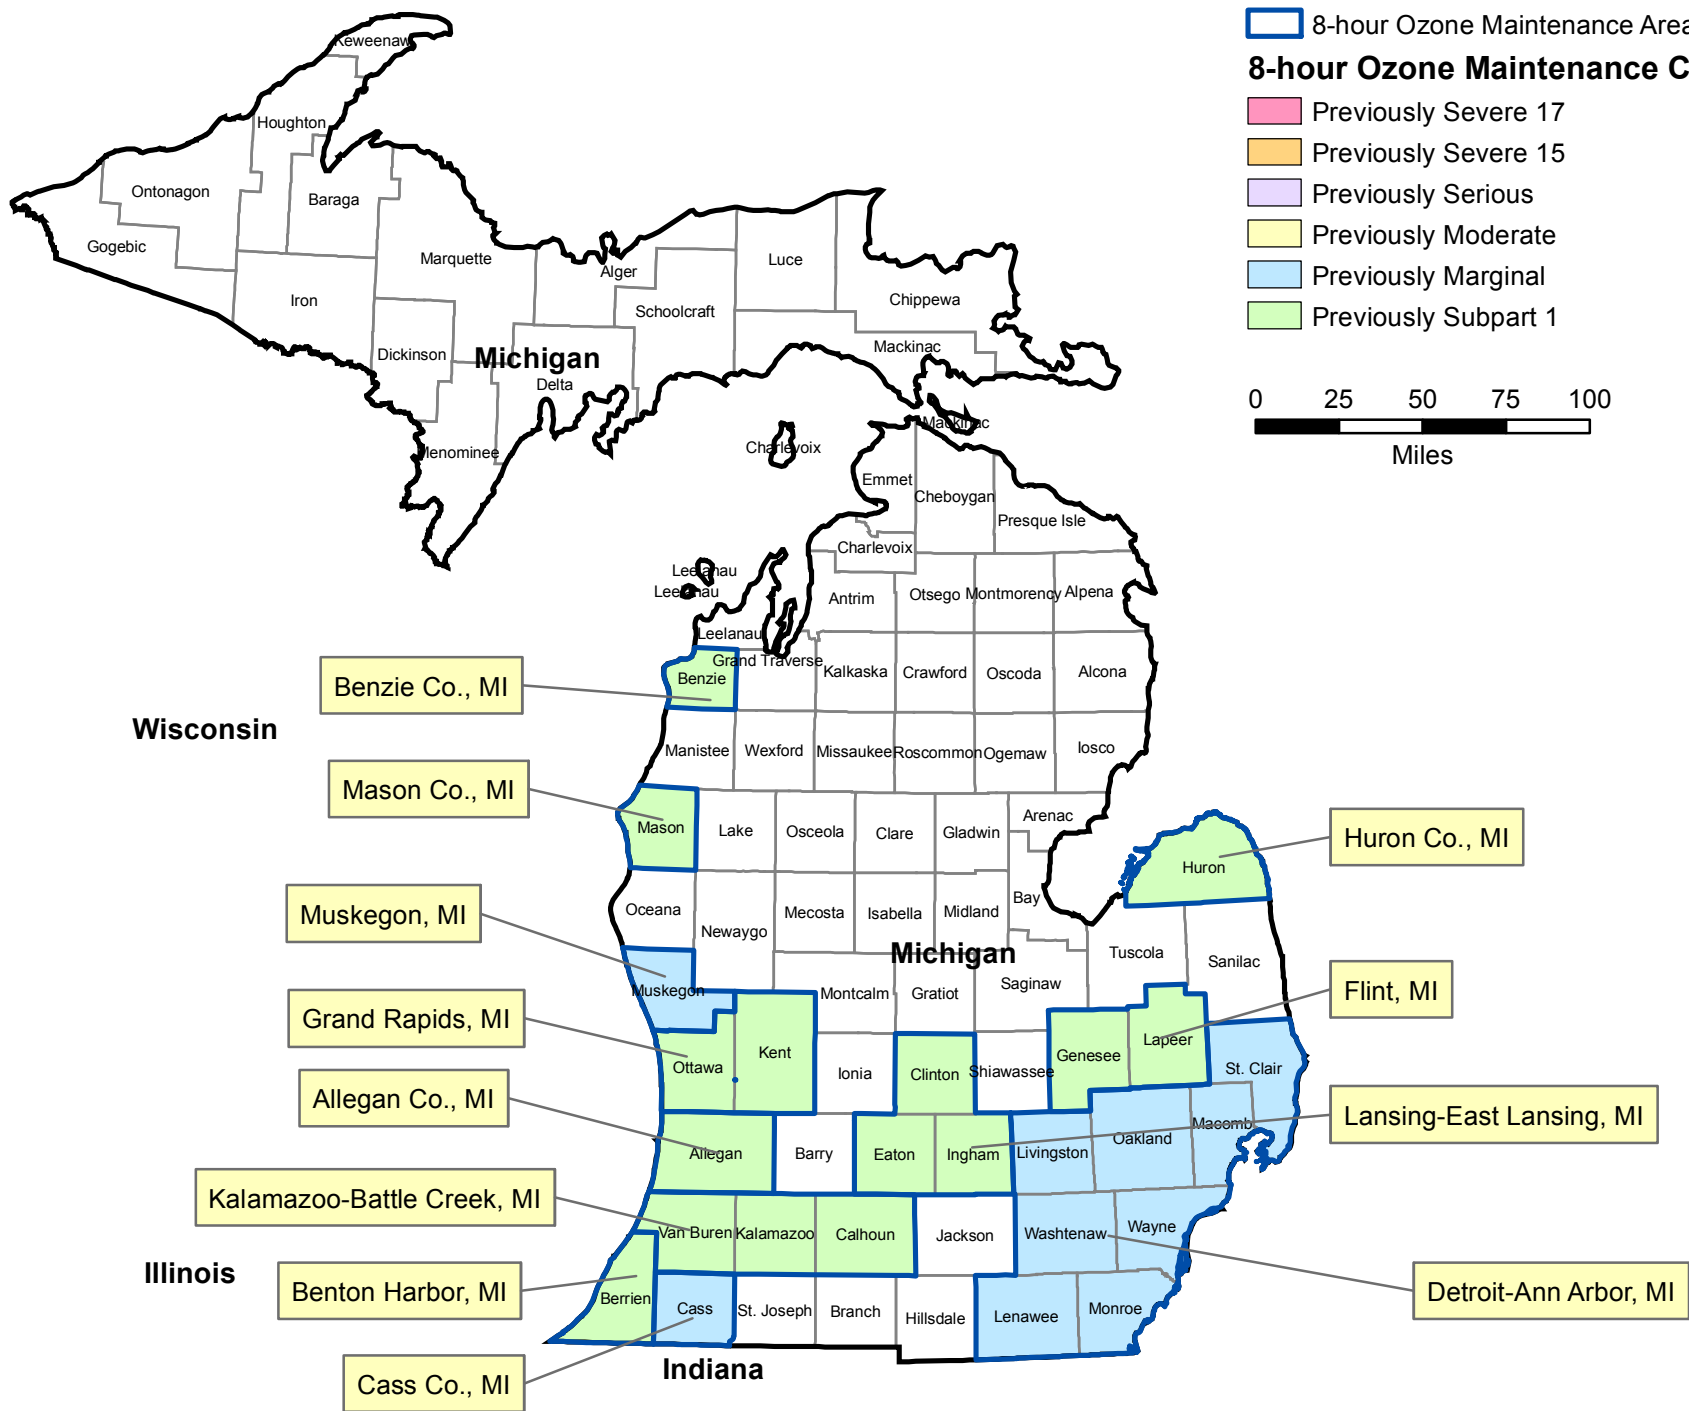 8-hour Ozone Maintenance Area
8-hour Ozone Maintenance C
Previously Severe 17
Previously Severe 15
Previously Serious
Previously Moderate
Previously Marginal
Previously Subpart 1
0 25 50 75 100
Miles
Keweenaw
Houghton
Ontonagon
Baraga
Gogebic
Marquette
Alger
Luce
Iron
Schoolcraft
Chippewa
Dickinson
Michigan
Mackinac
Delta
Mackinac
Menominee
Charlevoix
Emmet
Cheboygan
Presque Isle
Charlevoix
Leelanau
Leelanau
Antrim
Otsego
Montmorency
Alpena
Leelanau
Grand Traverse
Benzie
Kalkaska
Crawford
Oscoda
Alcona
Benzie Co., MI
Wisconsin
Manistee
Wexford
Missaukee
Roscommon
Ogemaw
Iosco
Mason Co., MI
Mason
Lake
Osceola
Clare
Gladwin
Arenac
Huron Co., MI
Huron
Muskegon, MI
Oceana
Newaygo
Mecosta
Isabella
Midland
Bay
Michigan
Tuscola
Sanilac
Muskegon
Montcalm
Gratiot
Saginaw
Flint, MI
Grand Rapids, MI
Ottawa
Kent
Ionia
Clinton
Shiawassee
Genesee
Lapeer
St. Clair
Allegan Co., MI
Lansing-East Lansing, MI
Allegan
Barry
Eaton
Ingham
Livingston
Oakland
Macomb
Kalamazoo-Battle Creek, MI
Van Buren
Kalamazoo
Calhoun
Jackson
Washtenaw
Wayne
Illinois
Benton Harbor, MI
Detroit-Ann Arbor, MI
Berrien
Cass
St. Joseph
Branch
Hillsdale
Lenawee
Monroe
Indiana
Cass Co., MI